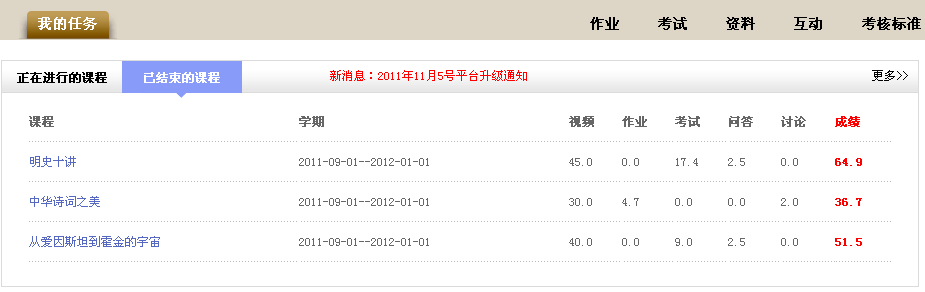 我的任务 作业 考试 资料 互动 考核标准
正在进行的课程 已结束的课程 新消息：2011年11月5号平台升级通知 更多>>
课程 学期 视频 作业 考试 问答 讨论 成绩
明史十讲 2011-09-01--2012-01-01 45.0 0.0 17.4 2.5 0.0 64.9
中华诗词之美 2011-09-01--2012-01-01 30.0 4.7 0.0 0.0 2.0 36.7
从爱因斯坦到霍金的宇宙 2011-09-01--2012-01-01 40.0 0.0 9.0 2.5 0.0 51.5